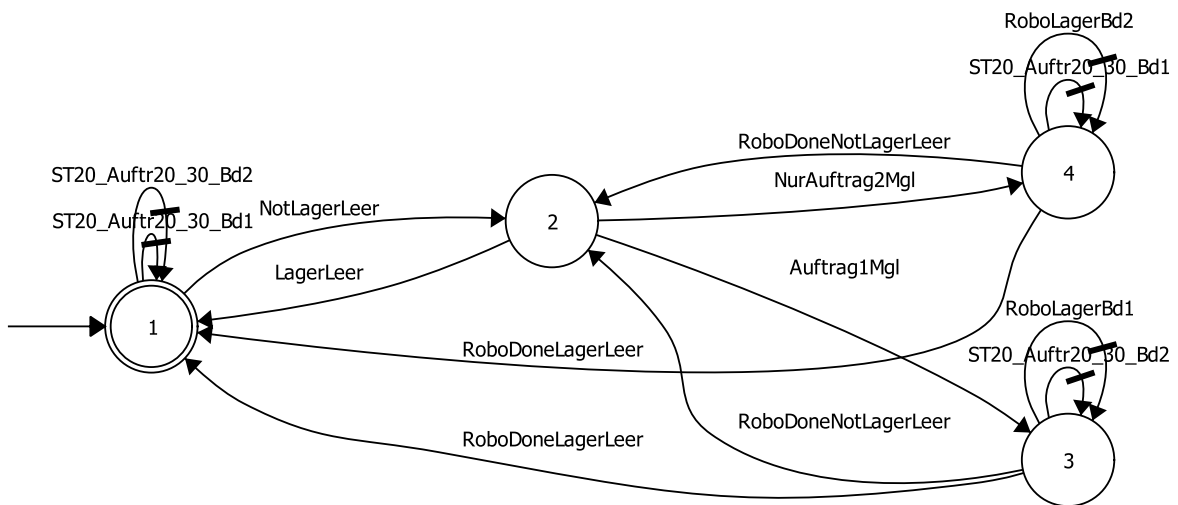 RoboLagerBd2
ST20_Auftr20_30_Bd1
RoboDoneNotLagerLeer
4
NurAuftrag2Mgl
ST20_Auftr20_30_Bd2
NotLagerLeer
ST20_Auftr20_30_Bd1
2
LagerLeer
Auftrag1Mgl
RoboLagerBd1
1
RoboDoneLagerLeer
ST20_Auftr20_30_Bd2
RoboDoneNotLagerLeer
RoboDoneLagerLeer
3